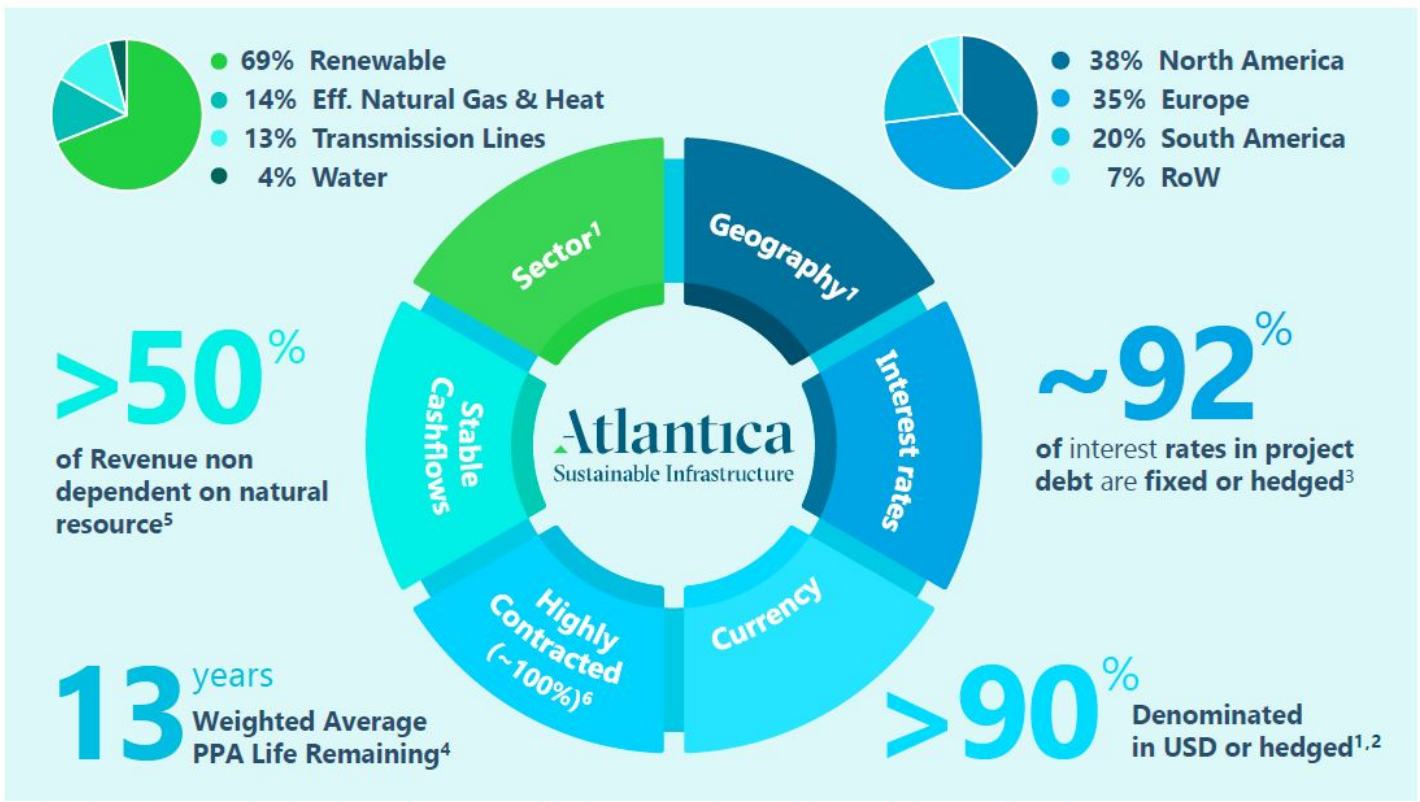 69% Renewable
14% Eff. Natural Gas & Heat
13% Transmission Lines
4% Water
38% North America
35% Europe
20% South America
7% RoW
Sector¹
Geography¹
Interest rates
Currency
Highly
Contracted
(~100%)⁶
Stable
Cashflows
Atlantica
Sustainable Infrastructure
>50%
of Revenue non
dependent on natural
resource⁵
~92%
of interest rates in project
debt are fixed or hedged³
13 years
Weighted Average
PPA Life Remaining⁴
>90%
Denominated
in USD or hedged¹,²